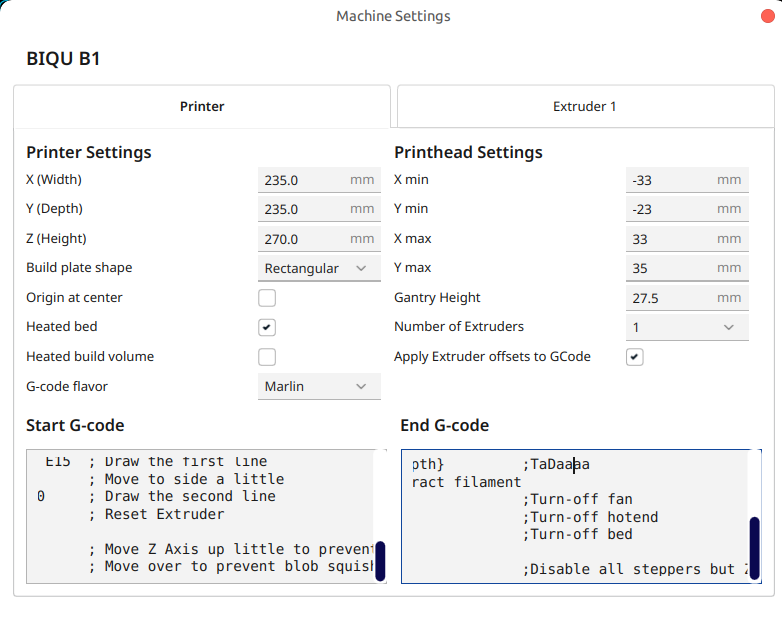 Machine Settings
BIQU B1
Printer
Extruder 1
Printer Settings
X (Width)
235.0 mm
Y (Depth)
235.0 mm
Z (Height)
270.0 mm
Build plate shape
Rectangular
Origin at center
Heated bed
Heated build volume
G-code flavor
Marlin
Printhead Settings
X min
-33 mm
Y min
-23 mm
X max
33 mm
Y max
35 mm
Gantry Height
27.5 mm
Number of Extruders
1
Apply Extruder offsets to GCode
Start G-code
E15 ; Draw the first line
; Move to side a little
0 ; Draw the second line
; Reset Extruder
; Move Z Axis up little to prevent
; Move over to prevent blob squish
End G-code
pth} ;TaDaaaa
ract filament
;Turn-off fan
;Turn-off hotend
;Turn-off bed
;Disable all steppers but Z